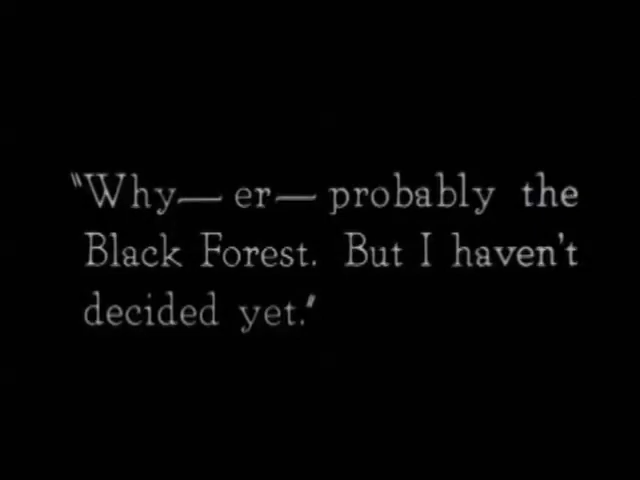 "Why—er—probably the
Black Forest. But I haven't
decided yet."